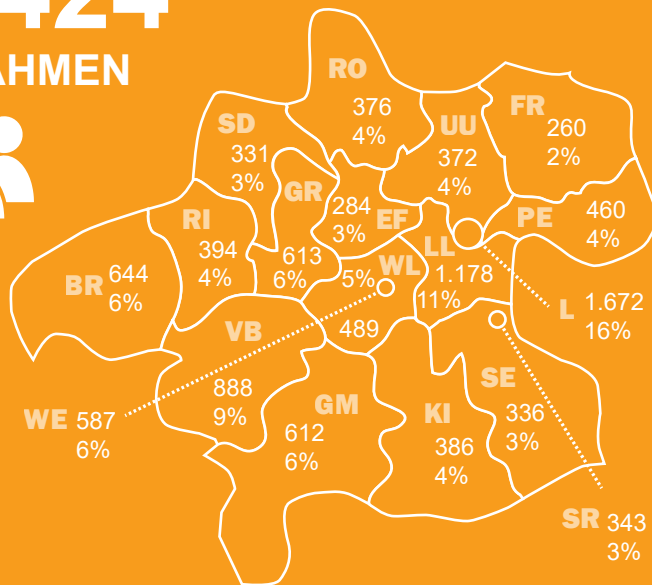 424
AHMEN
RO
376
4%
FR
260
2%
SD
331
3%
UU
372
4%
GR
613
6%
284
3%
EF
PE
460
4%
RI
394
4%
BR
644
6%
WL
5%
489
LL
1.178
11%
L
1.672
16%
VB
888
9%
SE
336
3%
GM
612
6%
KI
386
4%
WE
587
6%
SR
343
3%